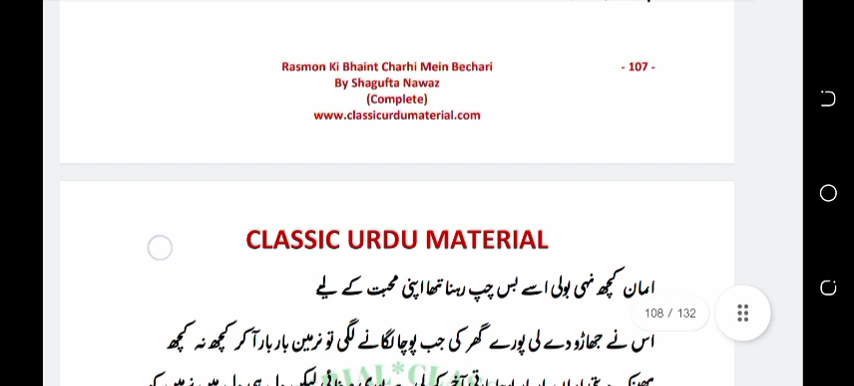 Rasmon Ki Bhaint Charhi Mein Bechari - 107 -
By Shagufta Nawaz
(Complete)
www.classicurdumaterial.com
CLASSIC URDU MATERIAL
امان کچھ نہی بولی اسے بس چپ رہنا تھا اپنی محبت کے لیے
108 / 132
اس نے جھاڑو دے لی پورے گھر کی جب پوچا لگانے لگی تو نرمین بار بار آ کر کچھ نہ کچھ